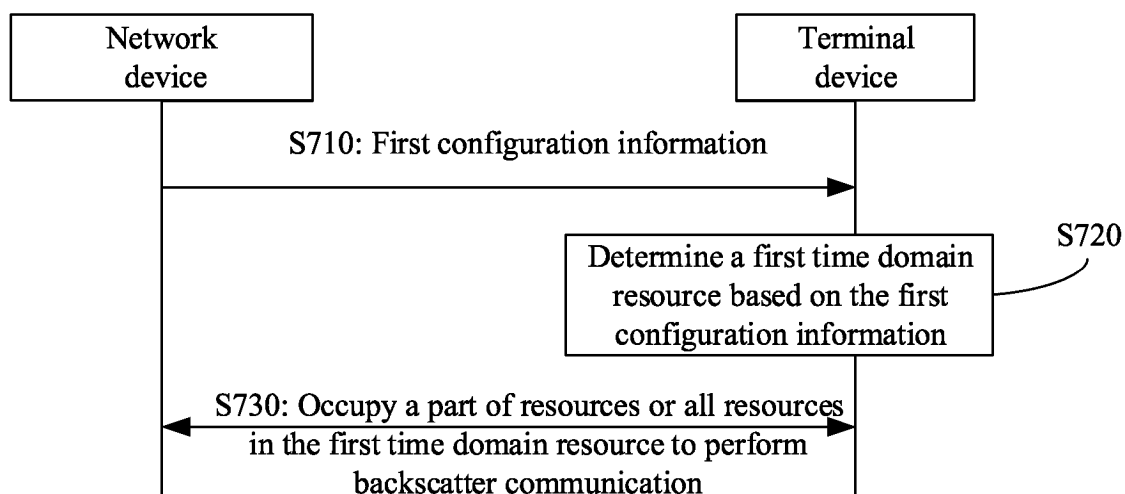 Network
device
Terminal
device
S710: First configuration information
S720
Determine a first time domain
resource based on the first
configuration information
S730: Occupy a part of resources or all resources
in the first time domain resource to perform
backscatter communication